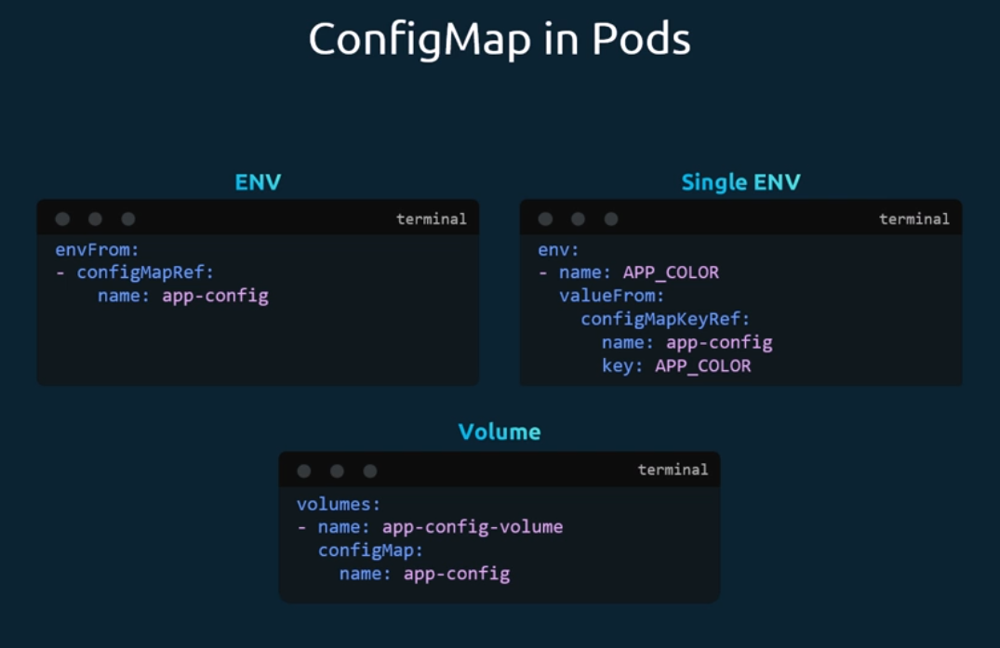 ConfigMap in Pods
ENV
terminal
envFrom:
- configMapRef:
    name: app-config
Single ENV
terminal
env:
- name: APP_COLOR
  valueFrom:
    configMapKeyRef:
      name: app-config
      key: APP_COLOR
Volume
terminal
volumes:
- name: app-config-volume
  configMap:
    name: app-config